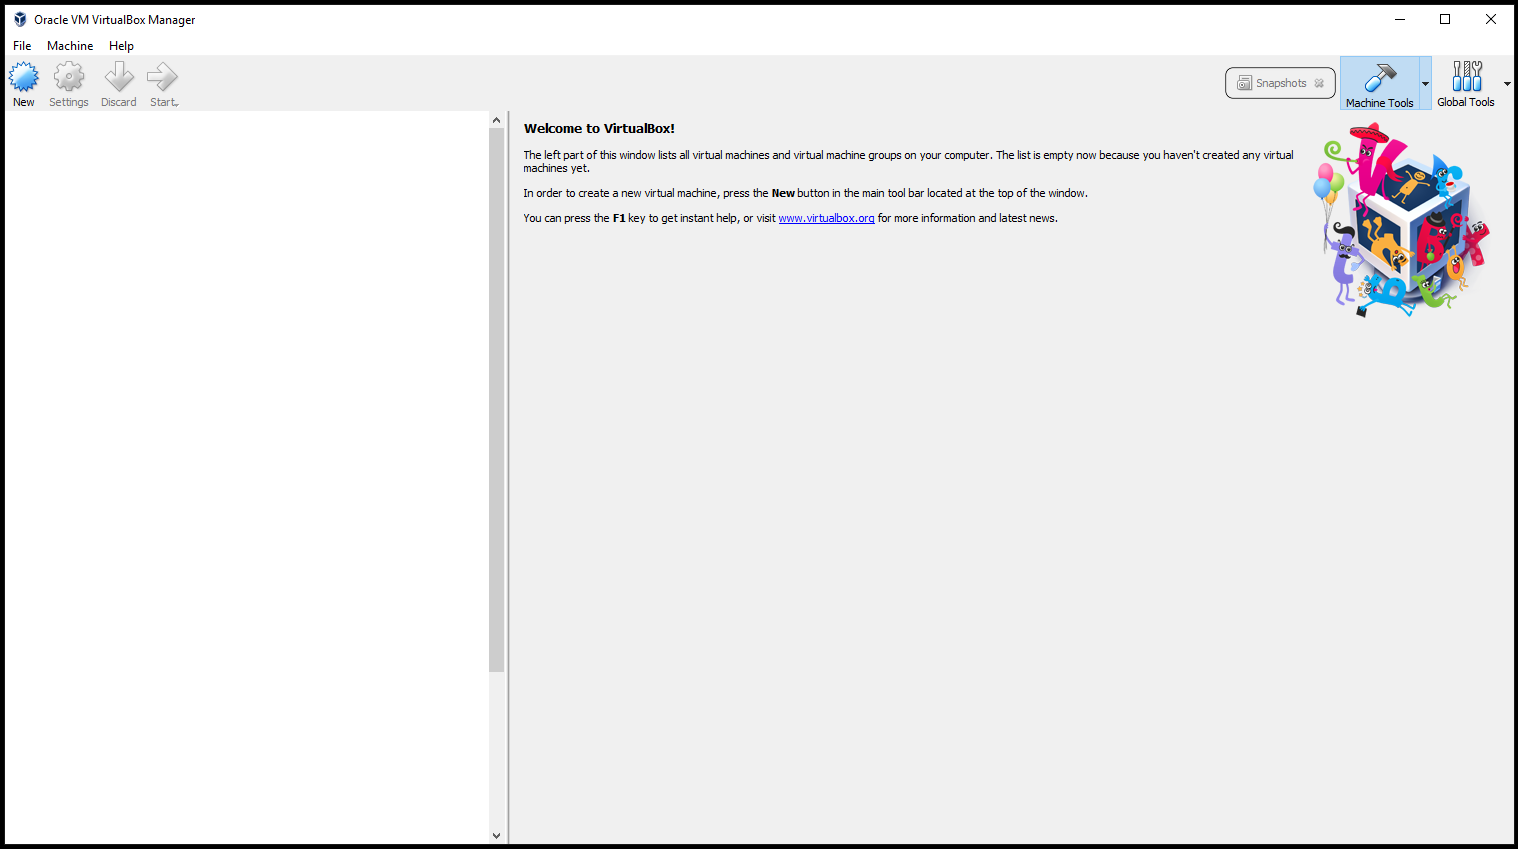 Oracle VM VirtualBox Manager
File Machine Help
New Settings Discard Start
Snapshots Machine Tools Global Tools
Welcome to VirtualBox!
The left part of this window lists all virtual machines and virtual machine groups on your computer. The list is empty now because you haven't created any virtual
machines yet.
In order to create a new virtual machine, press the New button in the main tool bar located at the top of the window.
You can press the F1 key to get instant help, or visit www.virtualbox.org for more information and latest news.